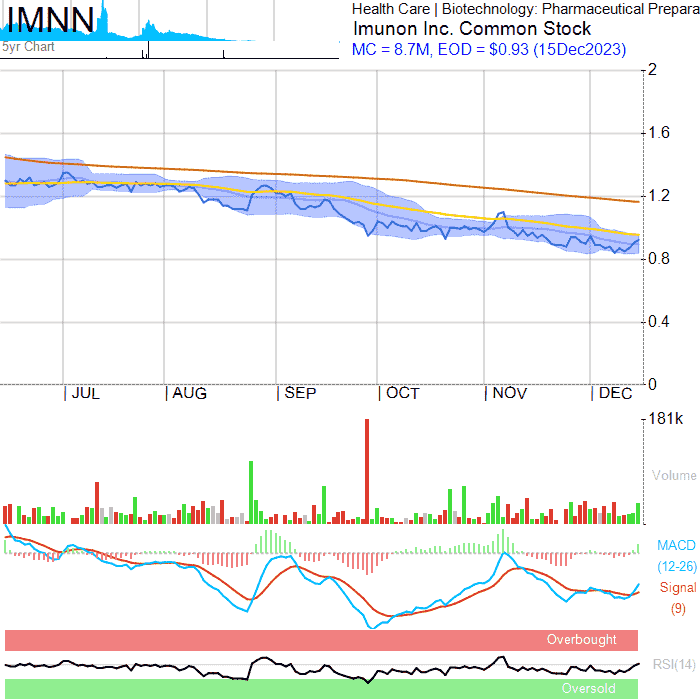 IMNN
5yr Chart
Health Care | Biotechnology: Pharmaceutical Prepara
Imunon Inc. Common Stock
MC = 8.7M, EOD = $0.93 (15Dec2023)
2
1.6
1.2
0.8
0.4
0
JUL AUG SEP OCT NOV DEC
181k
Volume
MACD
(12-26)
Signal
(9)
Overbought
RSI(14)
Oversold